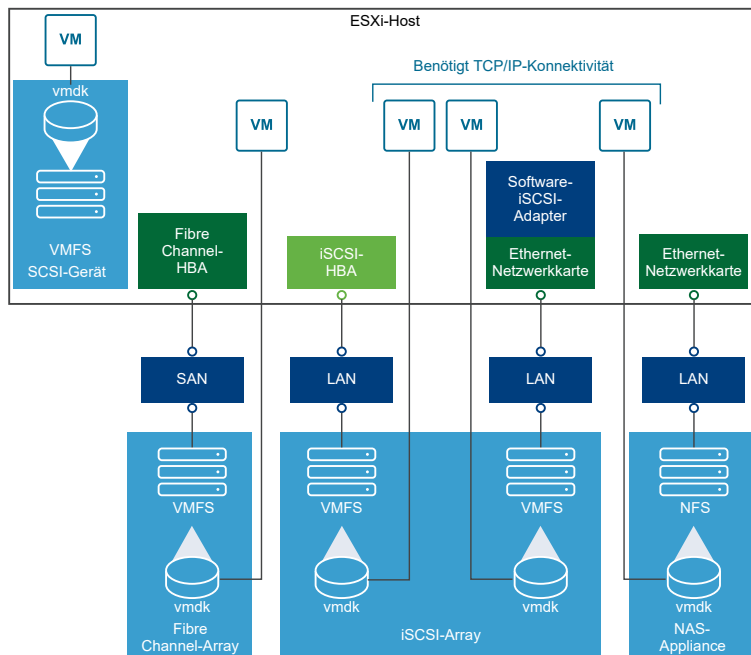 ESXi-Host
VM
Benötigt TCP/IP-Konnektivität
vmdk
VM
VM
VM
VM
VMFS
SCSI-Gerät
Fibre
Channel-
HBA
iSCSI-
HBA
Software-
iSCSI-
Adapter
Ethernet-
Netzwerkkarte
Ethernet-
Netzwerkkarte
SAN
LAN
LAN
LAN
VMFS
VMFS
VMFS
NFS
vmdk
vmdk
vmdk
vmdk
Fibre
Channel-Array
iSCSI-Array
NAS-
Appliance